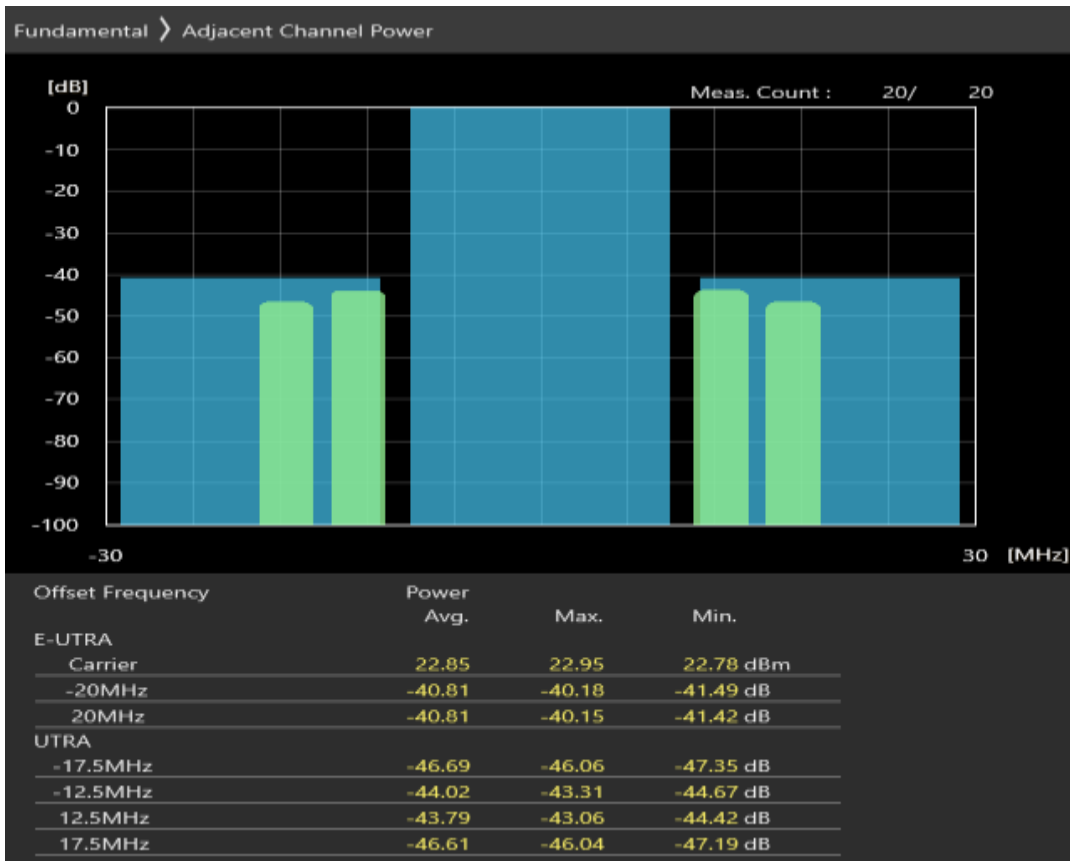 Fundamental 》 Adjacent Channel Power
[dB]
Meas. Count : 20/ 20
0
-10
-20
-30
-40
-50
-60
-70
-80
-90
-100
-30 30 [MHz]
Offset Frequency Power
Avg. Max. Min.
E-UTRA
Carrier 22.85 22.95 22.78 dBm
-20MHz -40.81 -40.18 -41.49 dB
20MHz -40.81 -40.15 -41.42 dB
UTRA
-17.5MHz -46.69 -46.06 -47.35 dB
-12.5MHz -44.02 -43.31 -44.67 dB
12.5MHz -43.79 -43.06 -44.42 dB
17.5MHz -46.61 -46.04 -47.19 dB